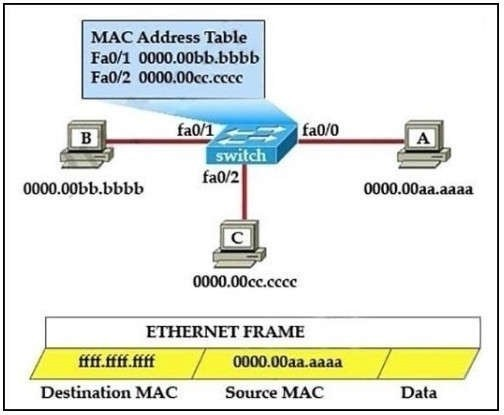 MAC Address Table
Fa0/1 0000.00bb.bbbb
Fa0/2 0000.00cc.cccc
B
fa0/1
fa0/0
A
switch
fa0/2
0000.00bb.bbbb
0000.00aa.aaaa
C
0000.00cc.cccc
ETHERNET FRAME
ffff.ffff.ffff
0000.00aa.aaaa
Destination MAC
Source MAC
Data